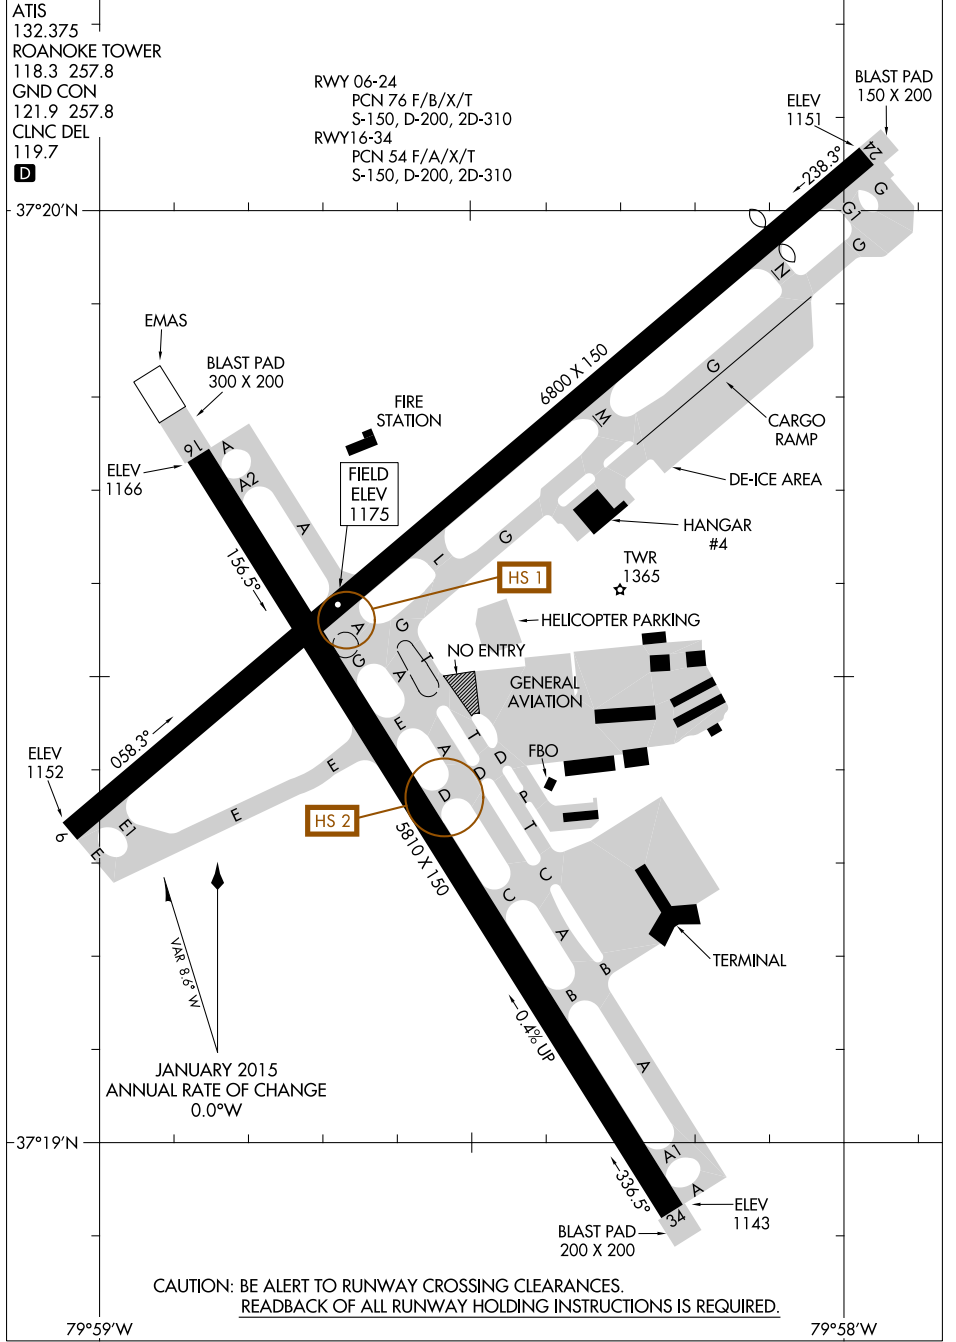 ATIS
132.375
ROANOKE TOWER
118.3 257.8
GND CON
121.9 257.8
CLNC DEL
119.7
D
RWY 06-24
PCN 76 F/B/X/T
S-150, D-200, 2D-310
RWY16-34
PCN 54 F/A/X/T
S-150, D-200, 2D-310
BLAST PAD
150 X 200
ELEV
1151
24
238.3°
G
G1
G
37°20'N
N
EMAS
BLAST PAD
300 X 200
6800 X 150
G
FIRE
STATION
M
CARGO
RAMP
16
A
ELEV
1166
A2
FIELD
ELEV
1175
DE-ICE AREA
A
HANGAR
#4
G
L
TWR
1365
156.5°
HS 1
HELICOPTER PARKING
A
G
G
T
NO ENTRY
A
GENERAL
AVIATION
058.3°
E
T
A
D
FBO
ELEV
1152
E
D
D
P
HS 2
E
T
5810 X 150
9
E1
E
C
C
VAR 8.6° W
A
TERMINAL
B
B
0.4% UP
JANUARY 2015
ANNUAL RATE OF CHANGE
0.0°W
A
37°19'N
A1
336.5°
A
34
ELEV
1143
BLAST PAD
200 X 200
CAUTION: BE ALERT TO RUNWAY CROSSING CLEARANCES.
READBACK OF ALL RUNWAY HOLDING INSTRUCTIONS IS REQUIRED.
79°59'W
79°58'W